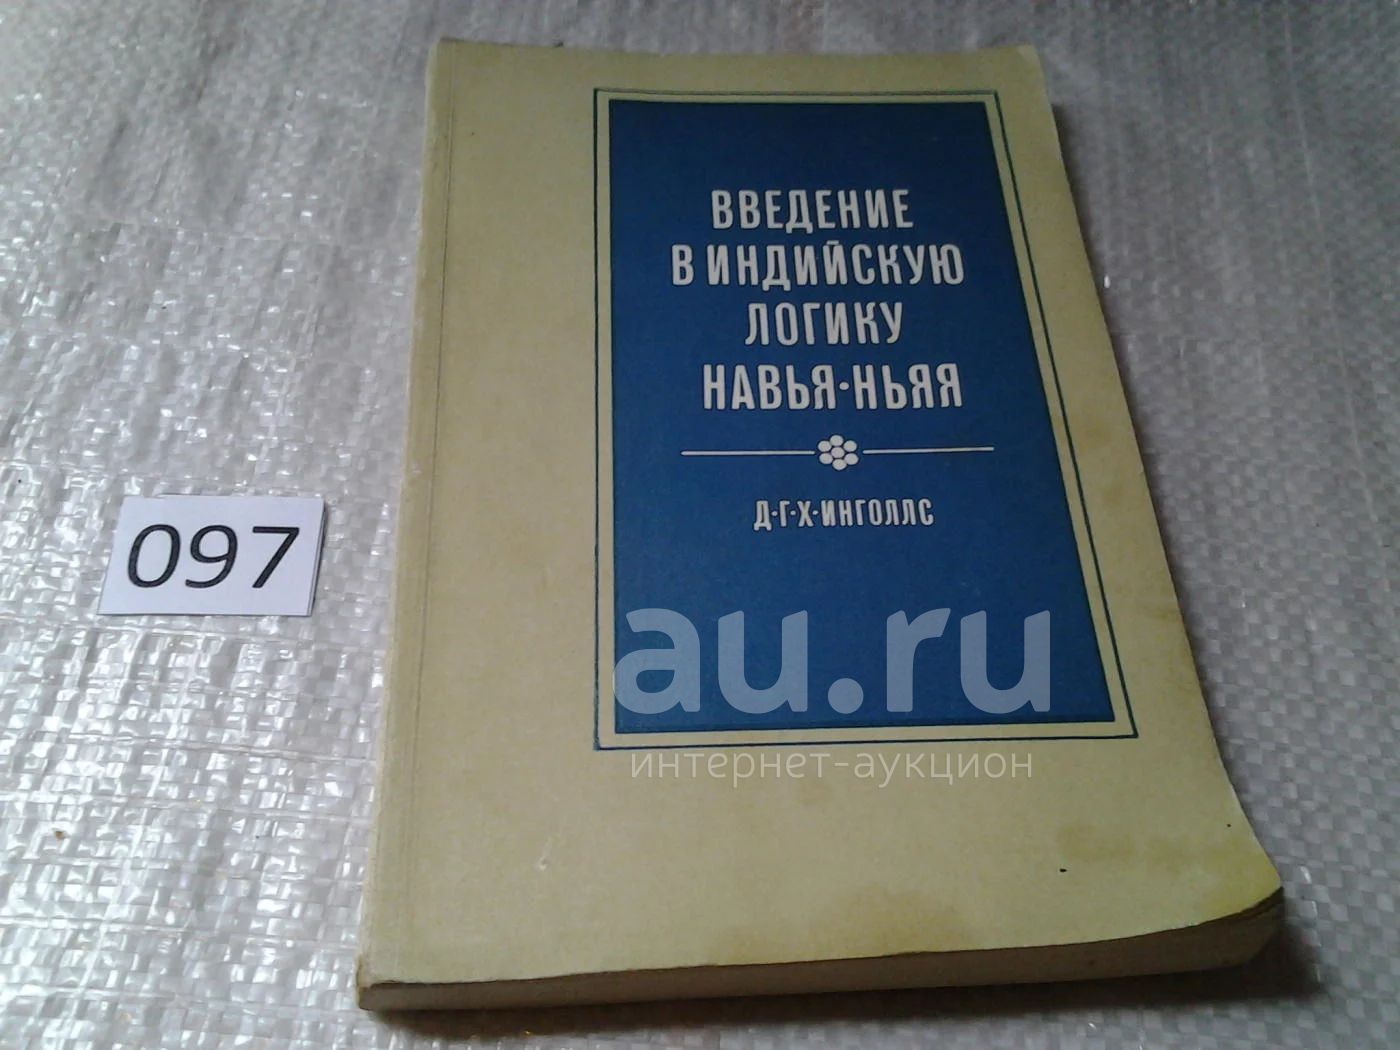 ВВЕДЕНИЕ
В ИНДИЙСКУЮ
ЛОГИКУ
НАВЬЯ·НЬЯЯ
Д·Г·Х·ИНГОЛЛС
097
au.ru
интернет-аукцион